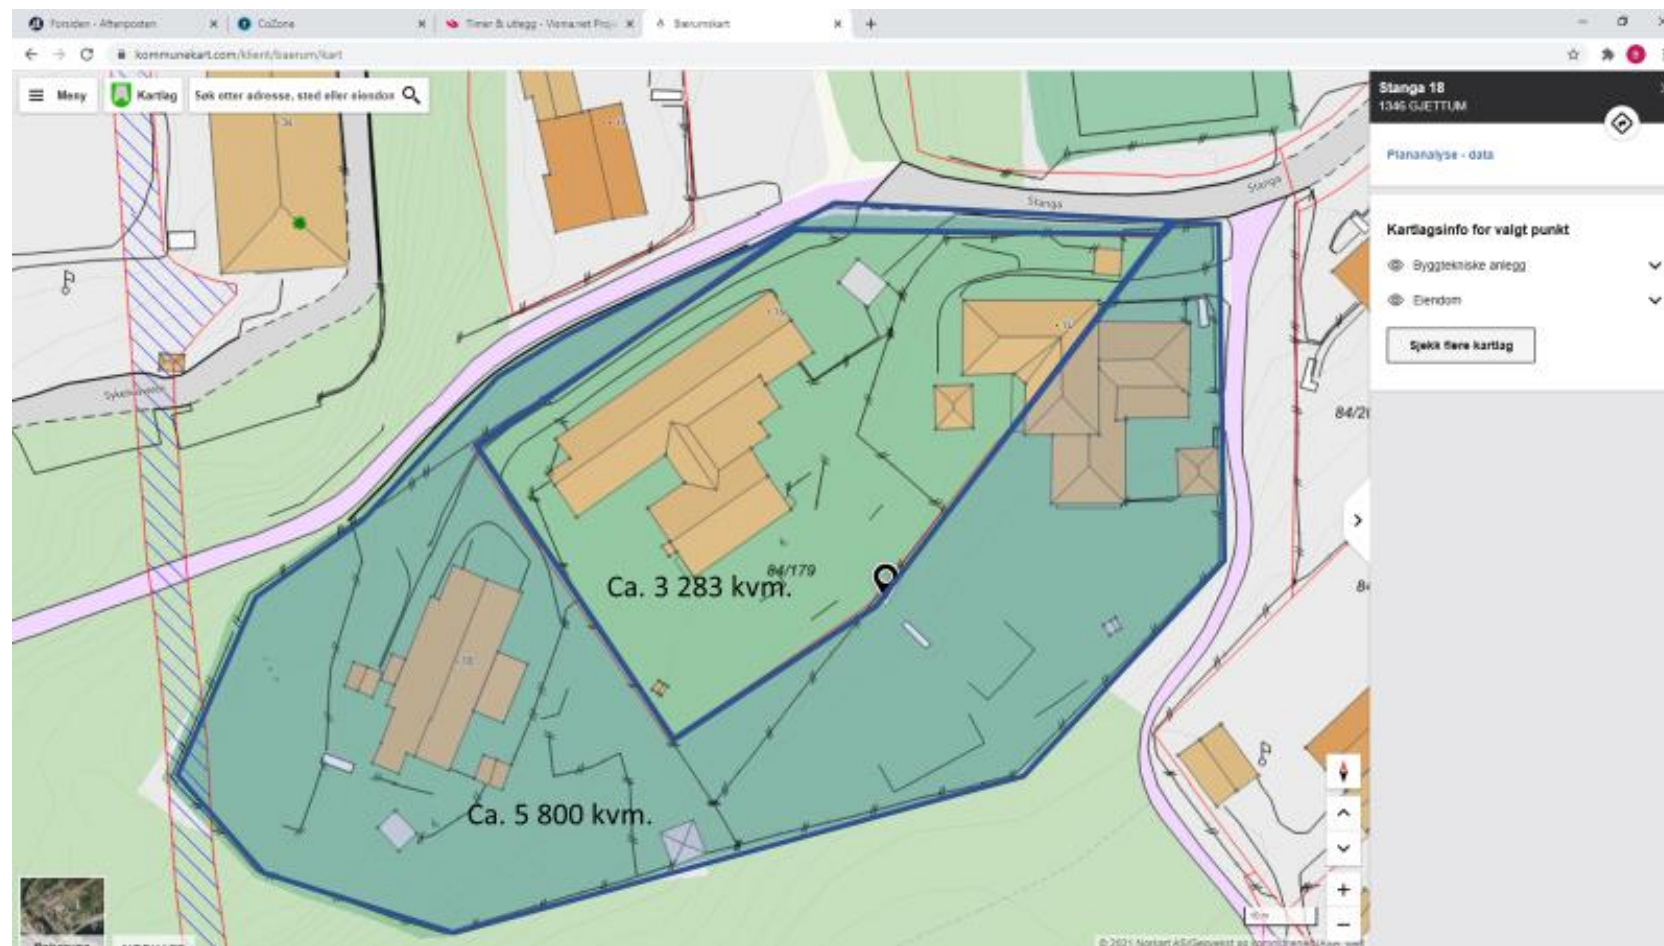 Forsiden - Aftenposten
CoZone
Timer & utlegg - Visma.net Proj
Bærumskart
kommunekart.com/klient/baerum/kart
Meny
Kartlag
Søk etter adresse, sted eller eiendom
Stanga 18
1346 GJETTUM
Plananalyse - data
Kartlagsinfo for valgt punkt
Byggtekniske anlegg
Eiendom
Sjekk flere kartlag
Stanga
Stanga
84/179
Ca. 3 283 kvm.
Ca. 5 800 kvm.